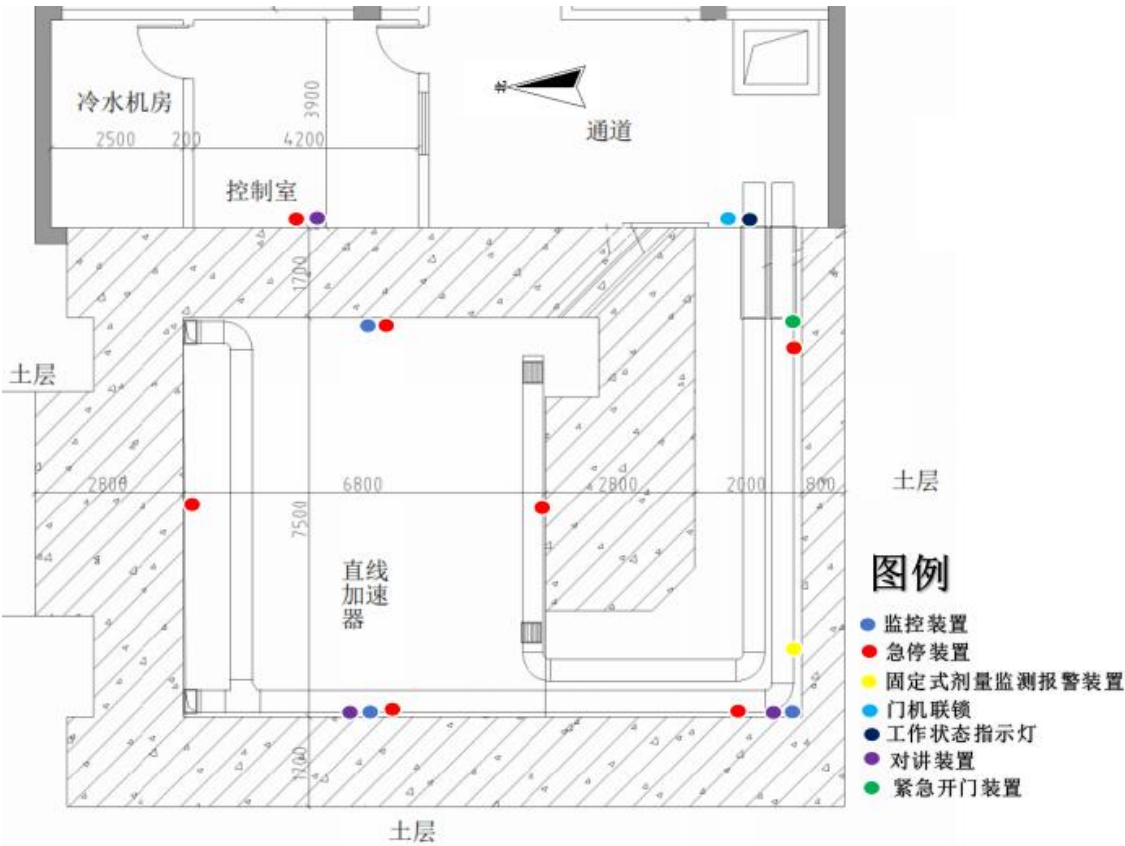 北
冷水机房
3900
通道
2500
200
4200
控制室
1700
土层
2800
6800
2800
2000
800
土层
7500
直线
加速
器
图例
监控装置
急停装置
固定式剂量监测报警装置
门机联锁
工作状态指示灯
对讲装置
紧急开门装置
1700
土层